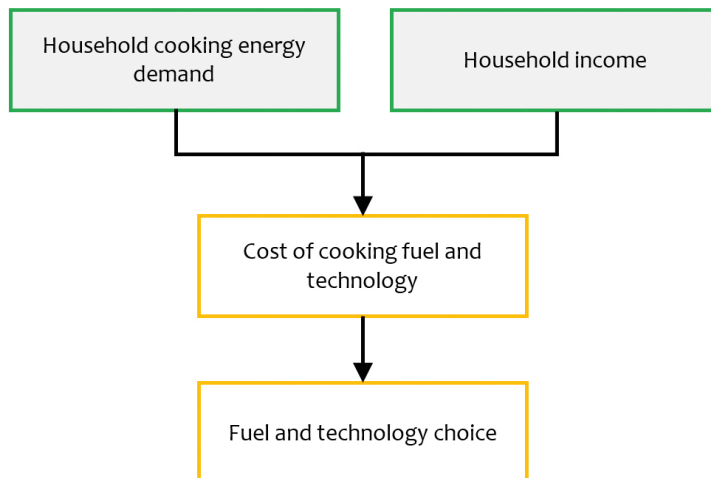 Household cooking energy
demand
Household income
Cost of cooking fuel and
technology
Fuel and technology choice